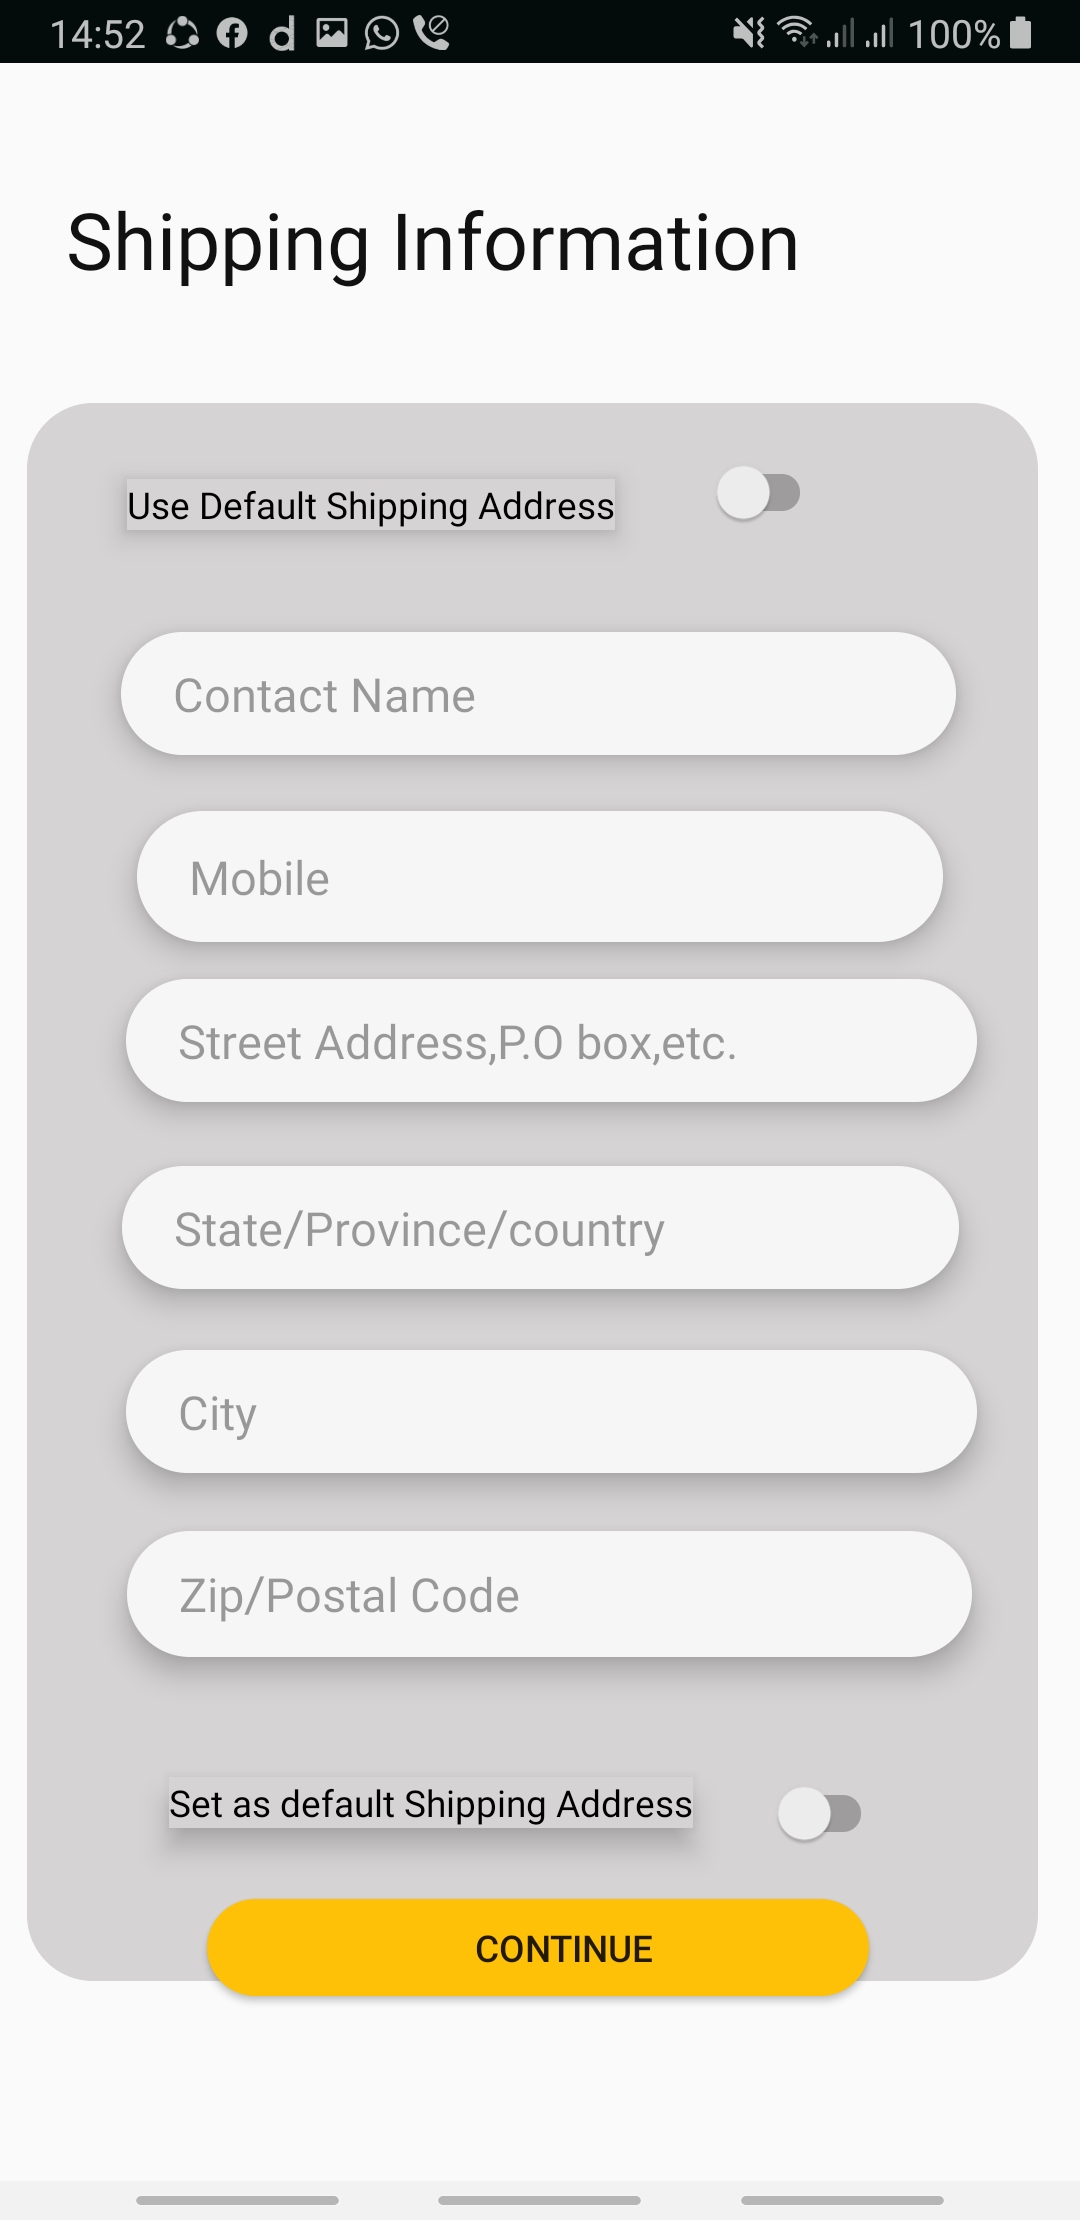 14:52 100%
Shipping Information
Use Default Shipping Address
Contact Name
Mobile
Street Address,P.O box,etc.
State/Province/country
City
Zip/Postal Code
Set as default Shipping Address
CONTINUE